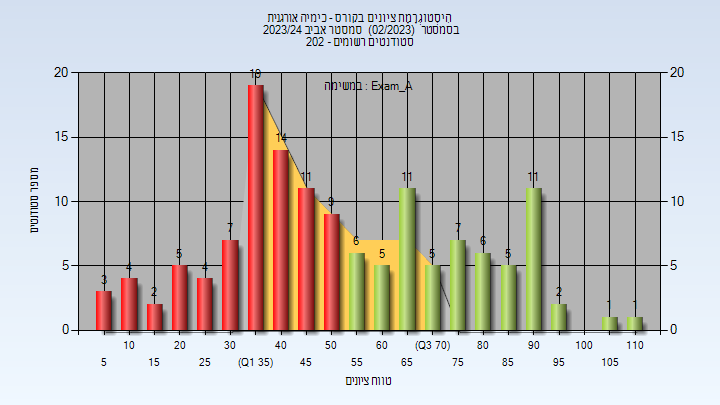 היסטוגרמת ציונים בקורס - כימיה אורגנית
בסמסטר (02/2023) סמסטר אביב 2023/24
סטודנטים רשומים - 202
במשימה : Exam_A
20 15 10 5 0
מספר סטודנטים
20 15 10 5 0
3 4 2 5 4 7 19 14 11 9 6 5 11 5 7 6 5 11 2 1 1
10 20 30 40 50 60 (Q3 70) 80 90 100 110
5 15 25 (Q1 35) 45 55 65 75 85 95 105
טווח ציונים